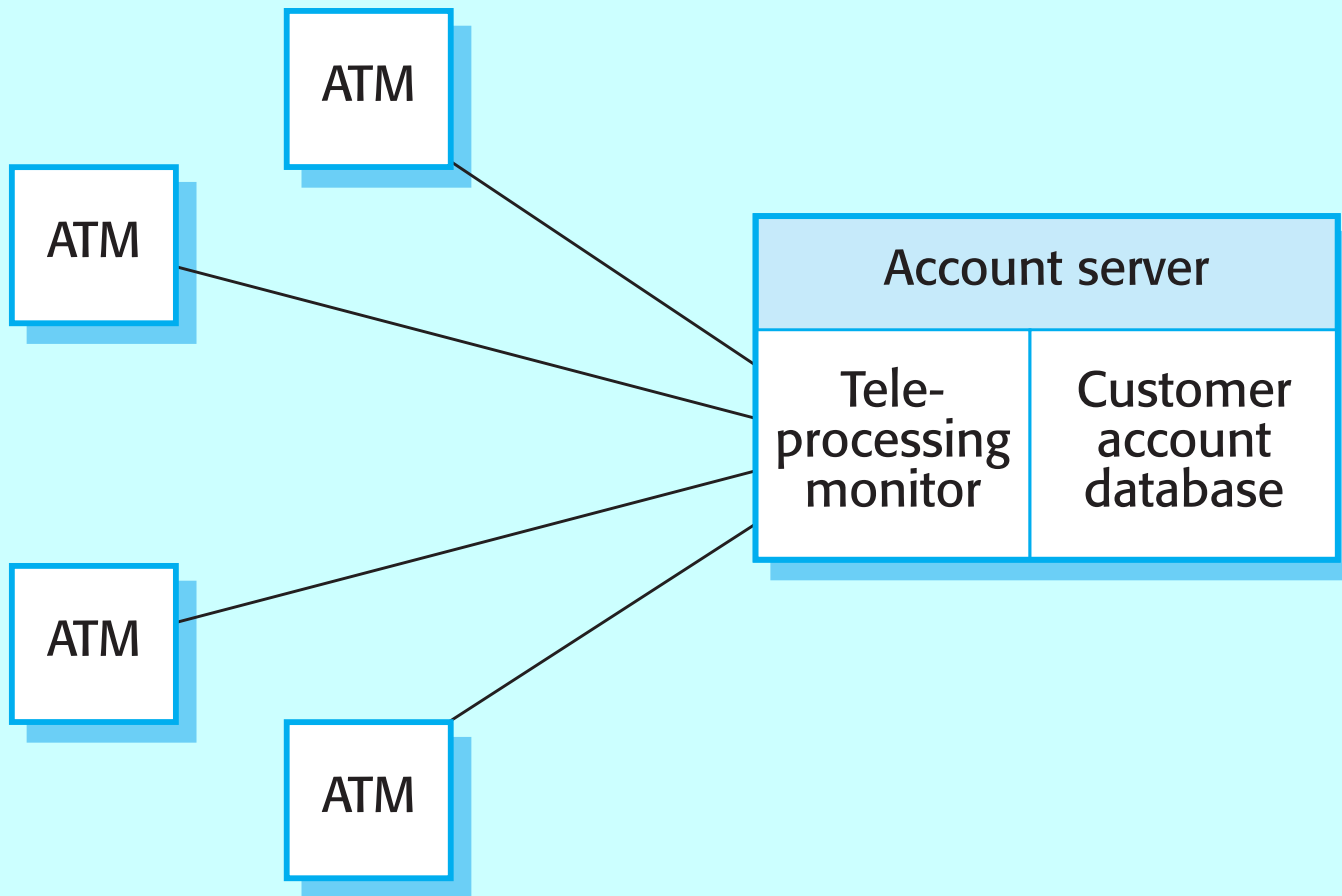 ATM
ATM
Account server
Tele-
processing
monitor
Customer
account
database
ATM
ATM